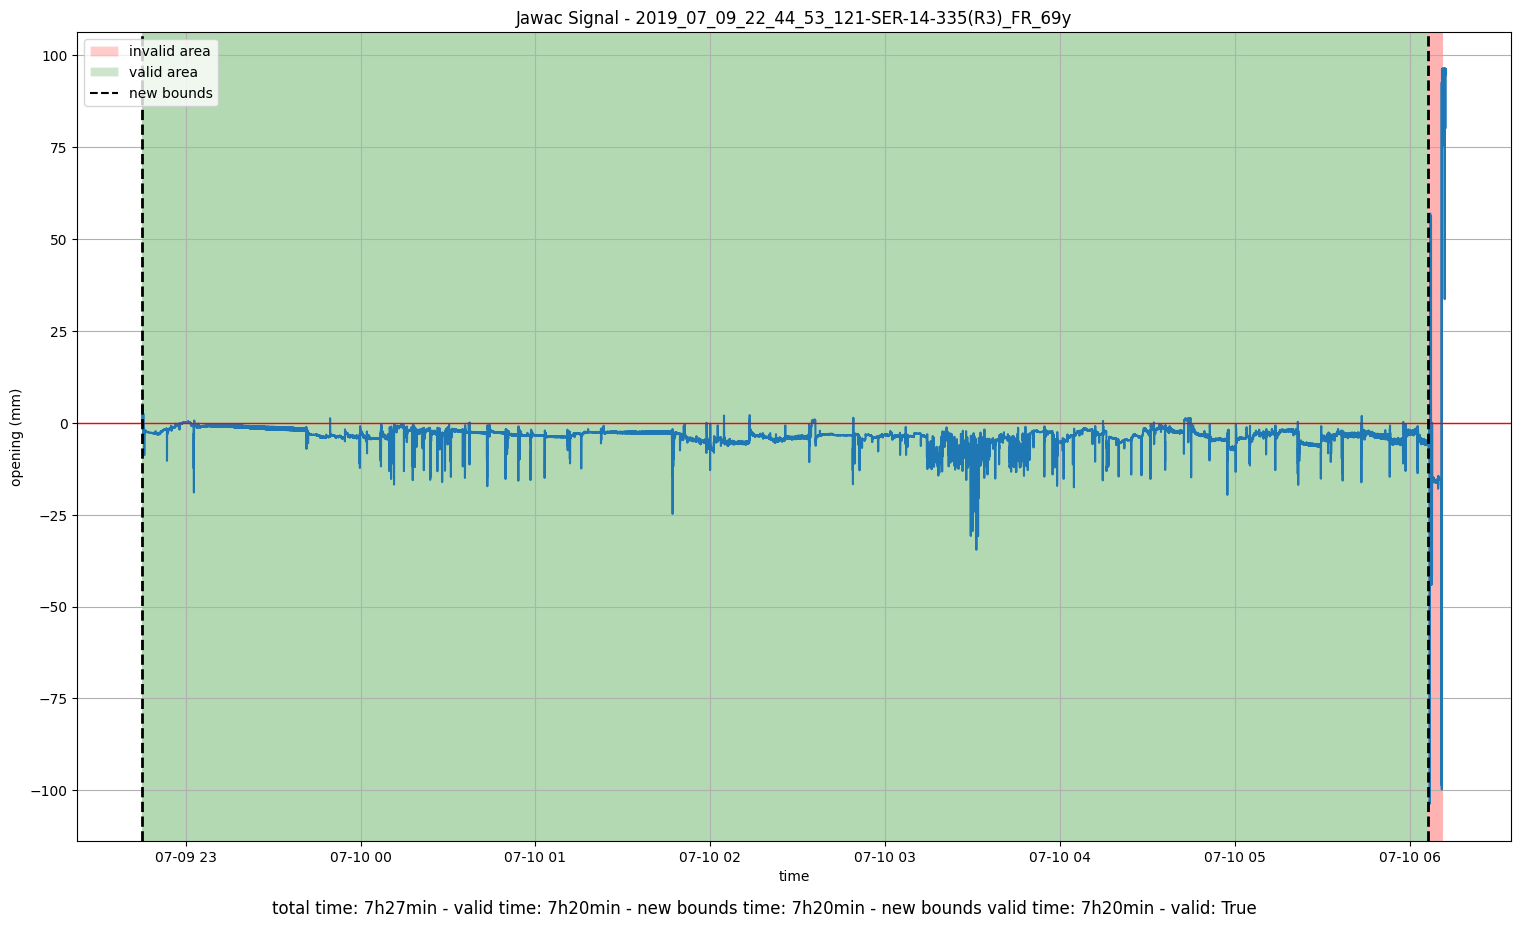 Jawac Signal - 2019_07_09_22_44_53_121-SER-14-335(R3)_FR_69y
invalid area
valid area
new bounds
100
75
50
25
0
−25
−50
−75
−100
opening (mm)
07-09 23
07-10 00
07-10 01
07-10 02
07-10 03
07-10 04
07-10 05
07-10 06
time
total time: 7h27min - valid time: 7h20min - new bounds time: 7h20min - new bounds valid time: 7h20min - valid: True